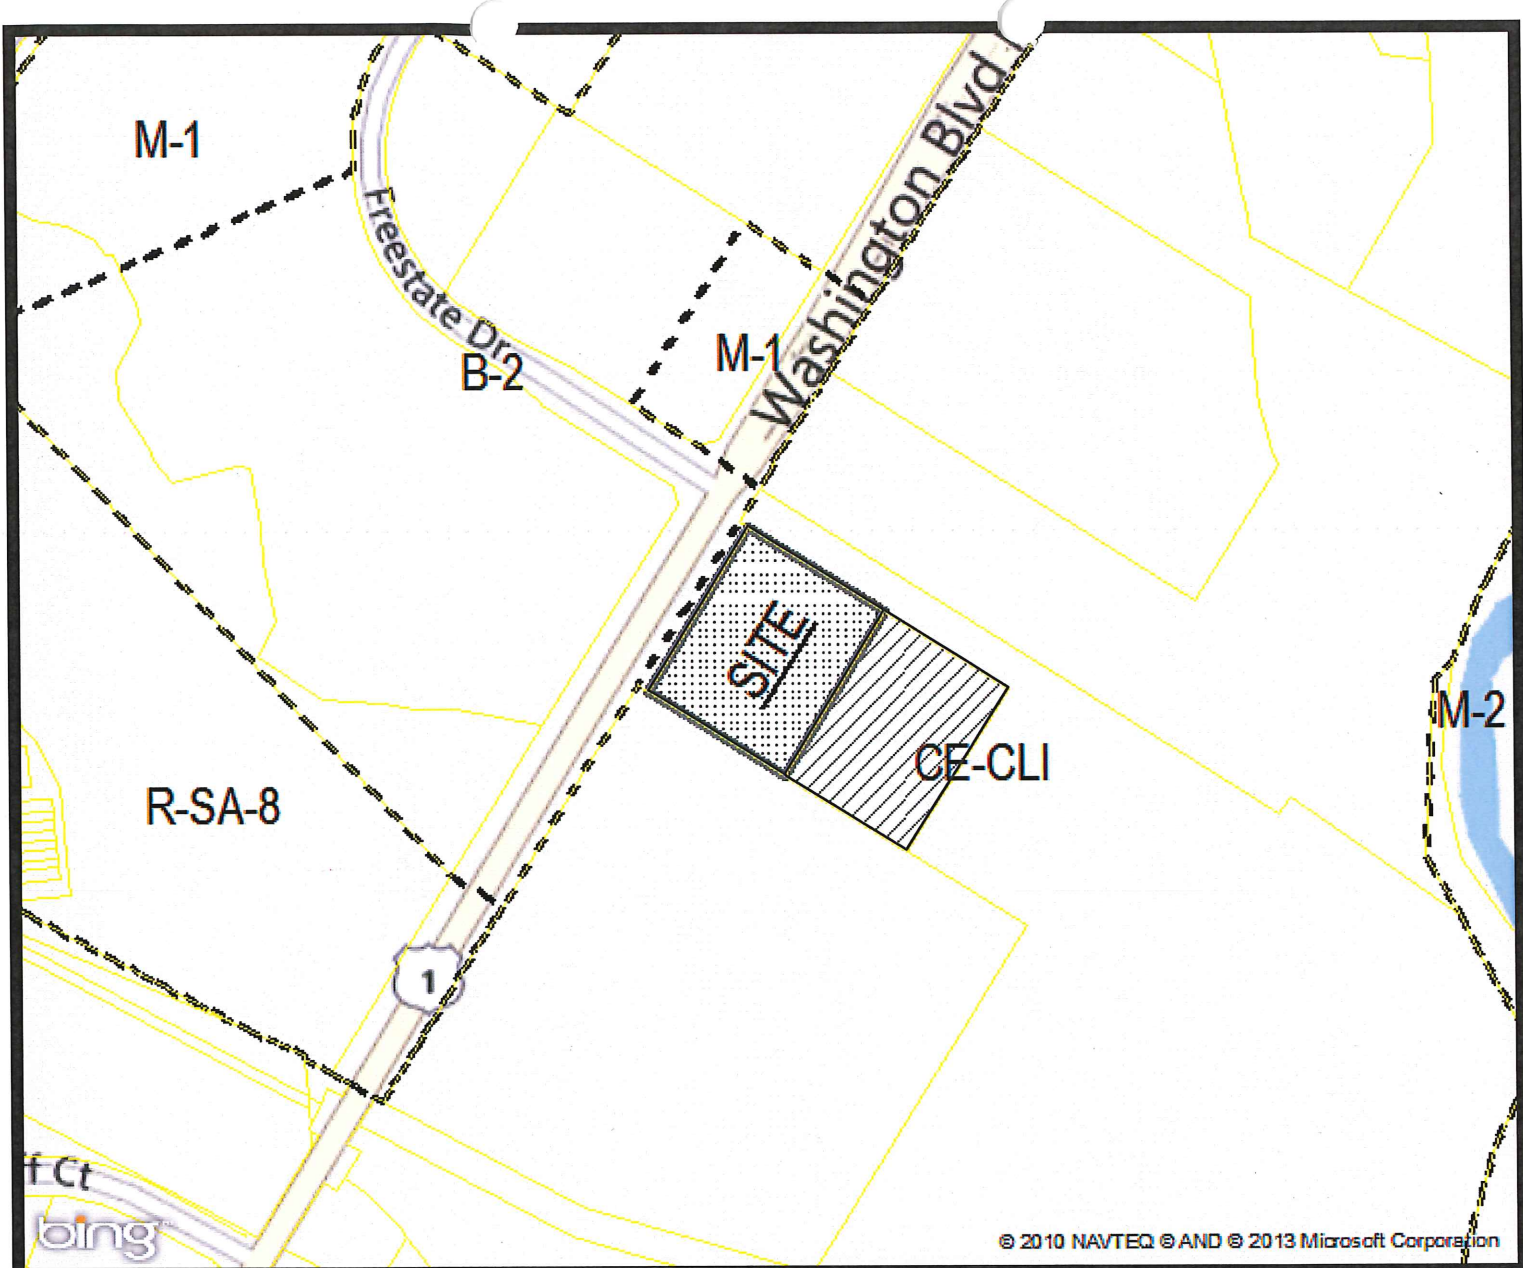 M-1
Washington Blvd
Freestate Dr
B-2
M-1
SITE
M-2
CE-CLI
R-SA-8
1
Ct
bing
© 2010 NAVTEQ © AND © 2013 Microsoft Corporation